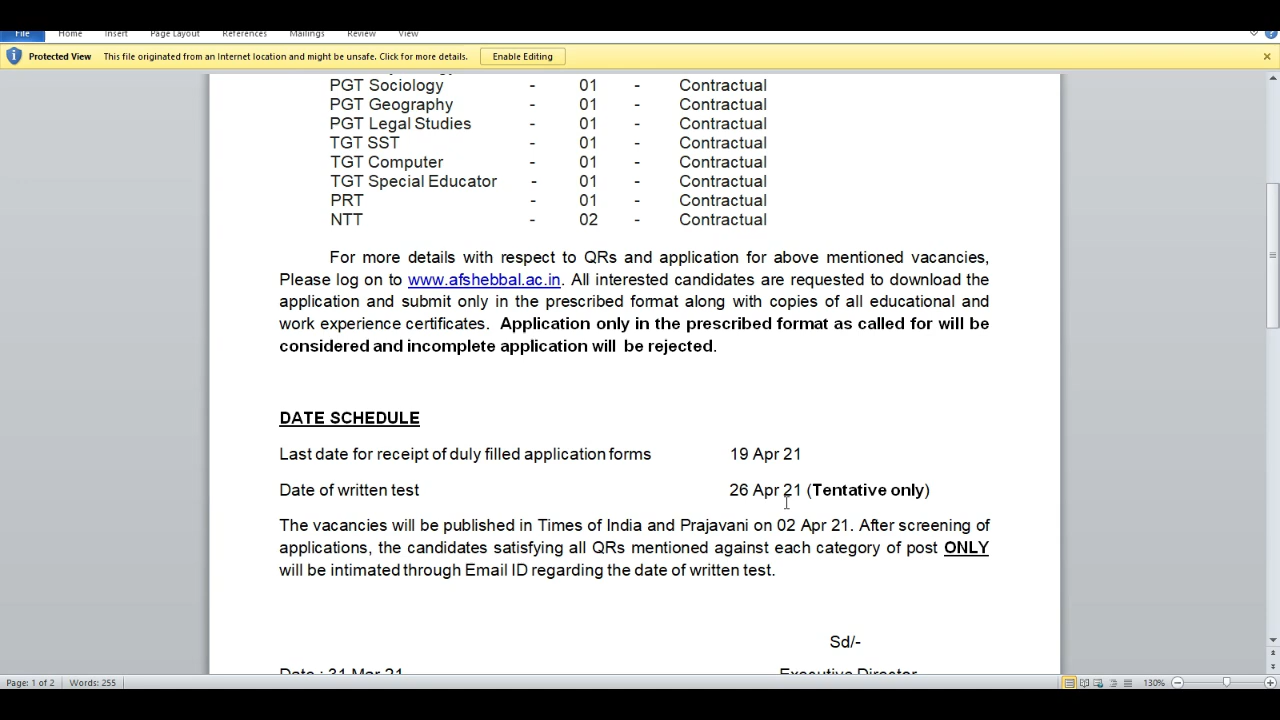 File Home Insert Page Layout References Mailings Review View
Protected View This file originated from an Internet location and might be unsafe. Click for more details. Enable Editing
PGT Sociology - 01 - Contractual
PGT Geography - 01 - Contractual
PGT Legal Studies - 01 - Contractual
TGT SST - 01 - Contractual
TGT Computer - 01 - Contractual
TGT Special Educator - 01 - Contractual
PRT - 01 - Contractual
NTT - 02 - Contractual
For more details with respect to QRs and application for above mentioned vacancies,
Please log on to www.afshebbal.ac.in. All interested candidates are requested to download the
application and submit only in the prescribed format along with copies of all educational and
work experience certificates. Application only in the prescribed format as called for will be
considered and incomplete application will be rejected.
DATE SCHEDULE
Last date for receipt of duly filled application forms 19 Apr 21
Date of written test 26 Apr 21 (Tentative only)
The vacancies will be published in Times of India and Prajavani on 02 Apr 21. After screening of
applications, the candidates satisfying all QRs mentioned against each category of post ONLY
will be intimated through Email ID regarding the date of written test.
Sd/-
Date : 31 Mar 21 Executive Director
Page: 1 of 2 Words: 255 130%